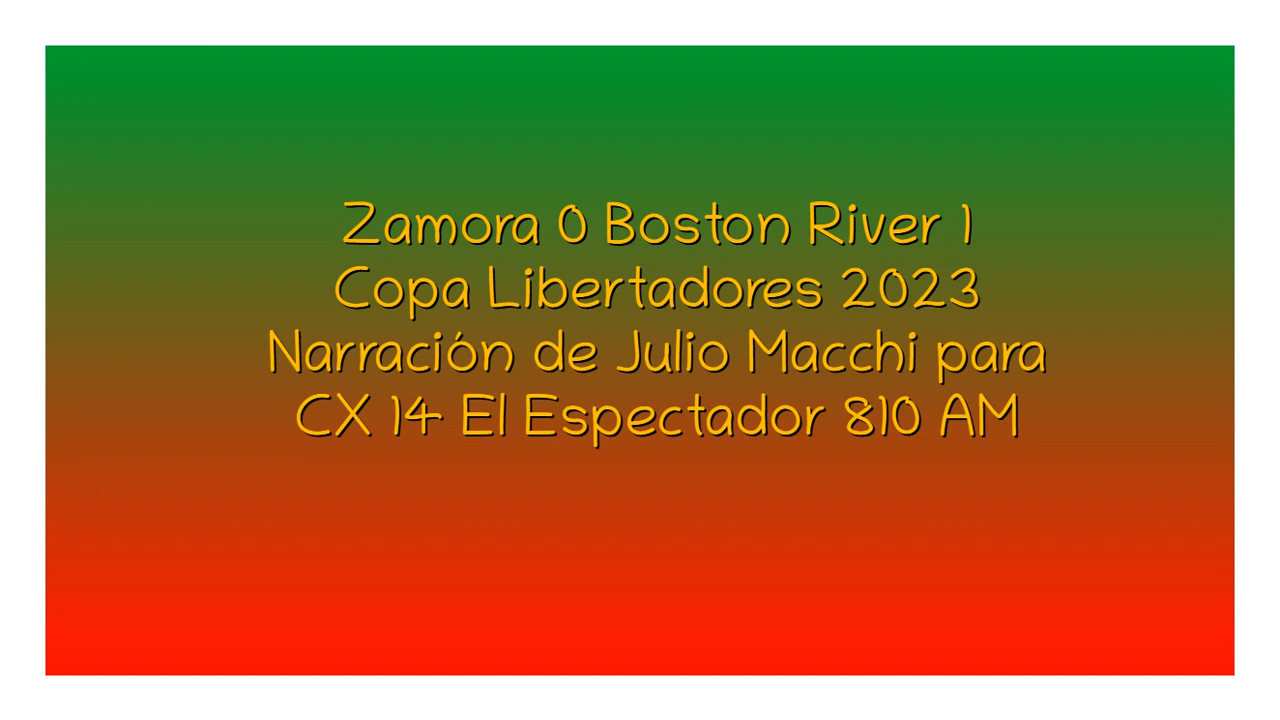 Zamora 0 Boston River 1
Copa Libertadores 2023
Narración de Julio Macchi para
CX 14 El Espectador 810 AM